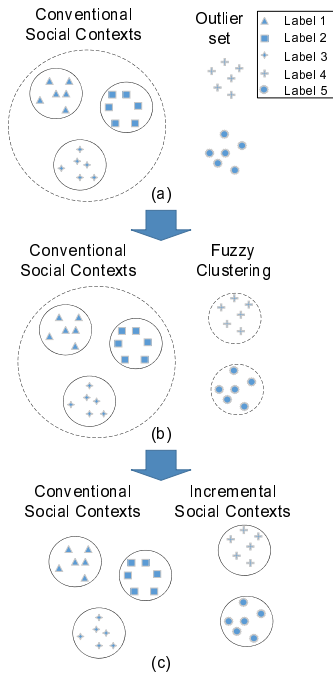 Conventional
Social Contexts
Outlier
set
Label 1
Label 2
Label 3
Label 4
Label 5
(a)
Conventional
Social Contexts
Fuzzy
Clustering
(b)
Conventional
Social Contexts
Incremental
Social Contexts
(c)